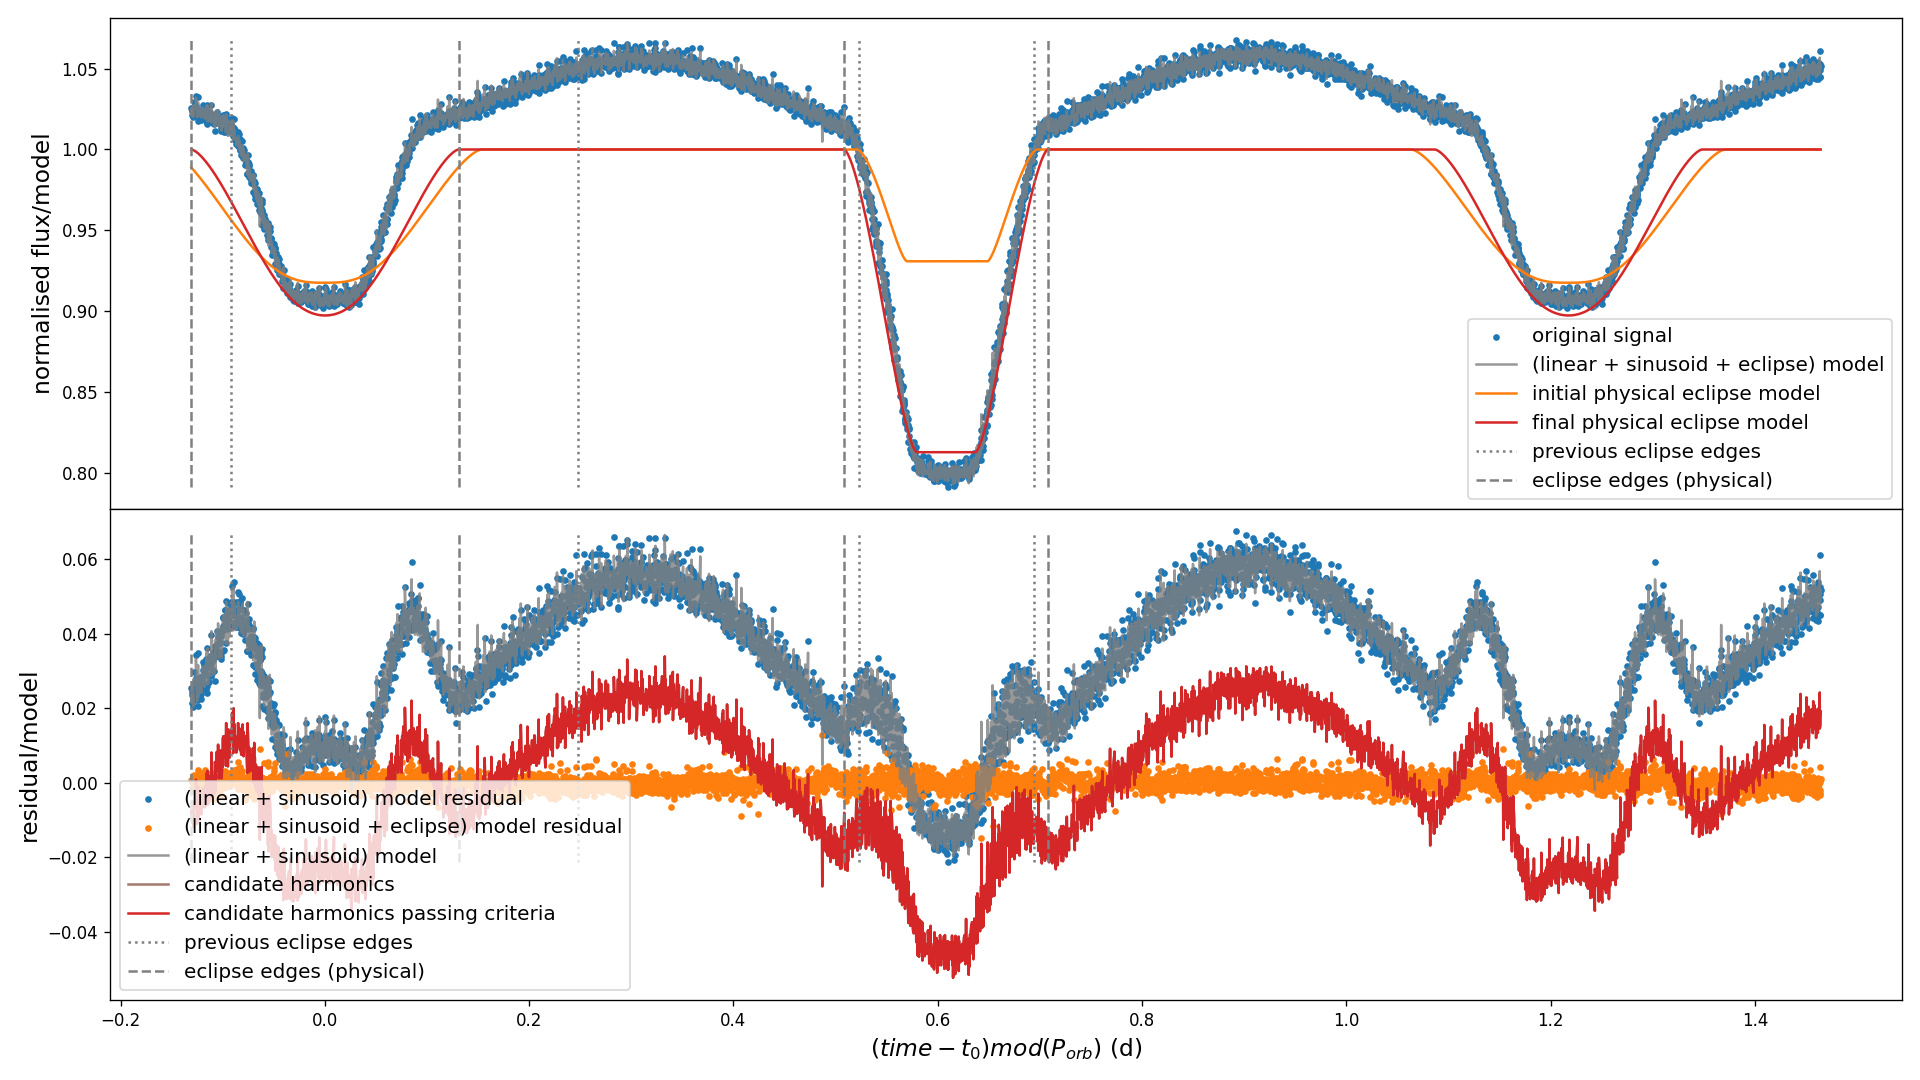 normalised flux/model
1.05
1.00
0.95
0.90
0.85
0.80
original signal
(linear + sinusoid + eclipse) model
initial physical eclipse model
final physical eclipse model
previous eclipse edges
eclipse edges (physical)
residual/model
0.06
0.04
0.02
0.00
−0.02
−0.04
(linear + sinusoid) model residual
(linear + sinusoid + eclipse) model residual
(linear + sinusoid) model
candidate harmonics
candidate harmonics passing criteria
previous eclipse edges
eclipse edges (physical)
−0.2 0.0 0.2 0.4 0.6 0.8 1.0 1.2 1.4
(time − t₀)mod(P_orb) (d)